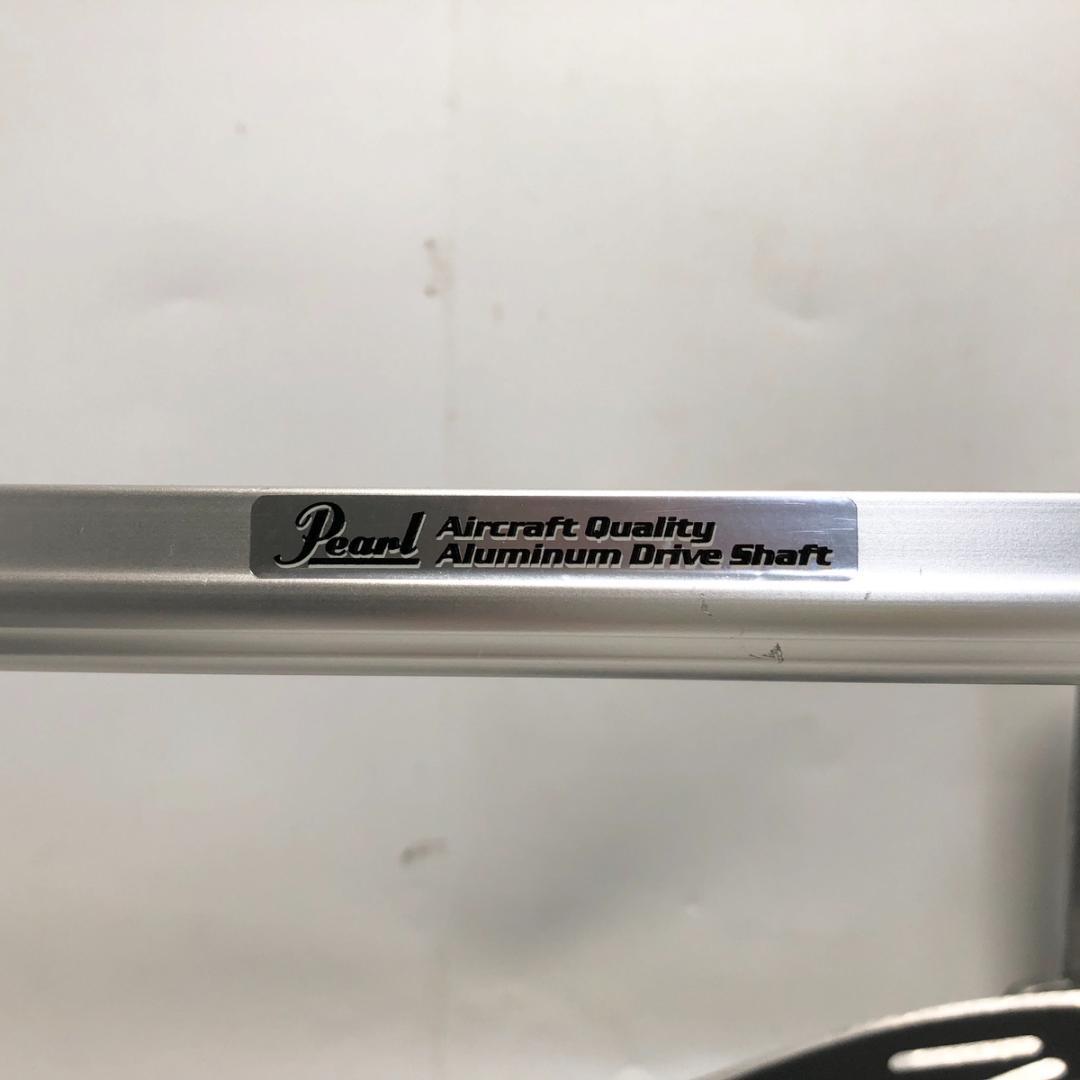 Pearl
Aircraft Quality
Aluminum Drive Shaft